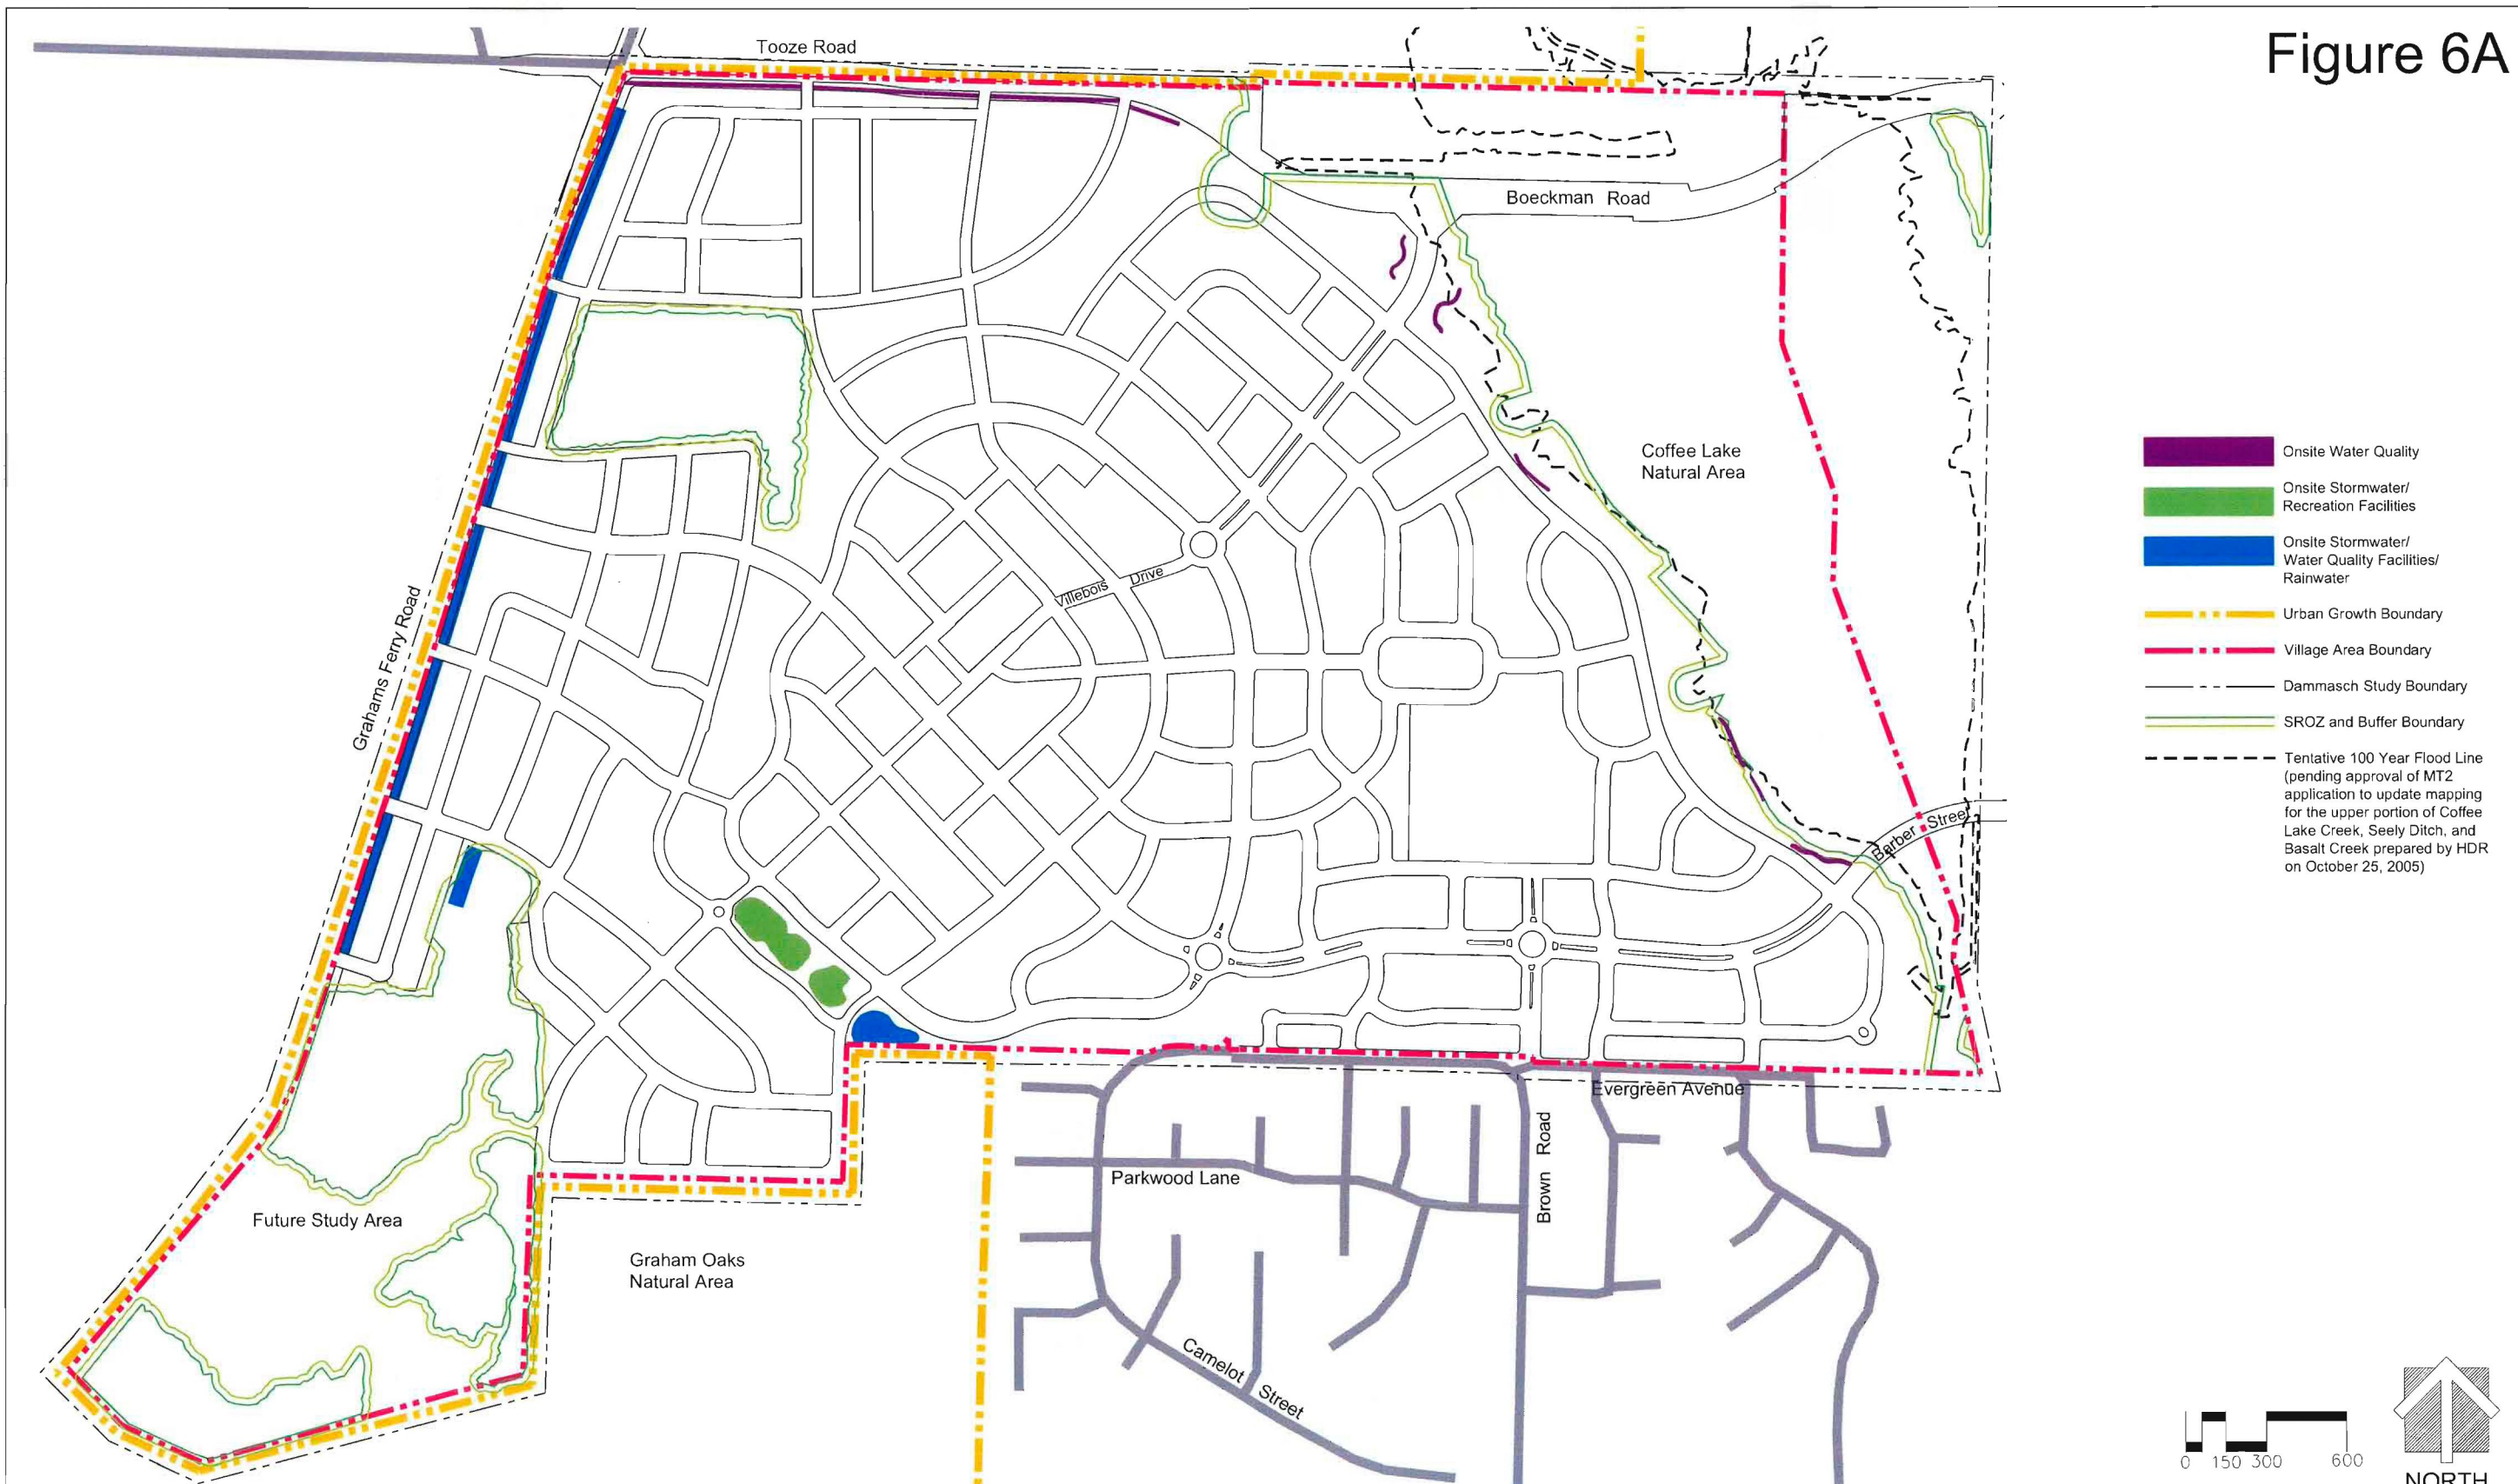 Figure 6A
Tooze Road
Boeckman Road
Coffee Lake
Natural Area
Villebois Drive
Grahams Ferry Road
Barber Street
Evergreen Avenue
Parkwood Lane
Brown Road
Future Study Area
Graham Oaks
Natural Area
Camelot Street
Onsite Water Quality
Onsite Stormwater/
Recreation Facilities
Onsite Stormwater/
Water Quality Facilities/
Rainwater
Urban Growth Boundary
Village Area Boundary
Dammasch Study Boundary
SROZ and Buffer Boundary
Tentative 100 Year Flood Line
(pending approval of MT2
application to update mapping
for the upper portion of Coffee
Lake Creek, Seely Ditch, and
Basalt Creek prepared by HDR
on October 25, 2005)
0 150 300 600
NORTH